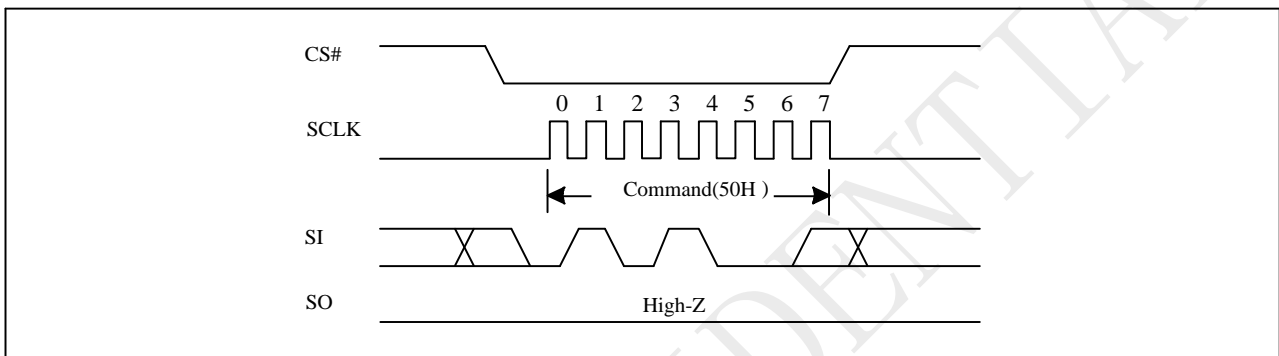 CS#
0 1 2 3 4 5 6 7
SCLK
Command(50H )
SI
SO
High-Z